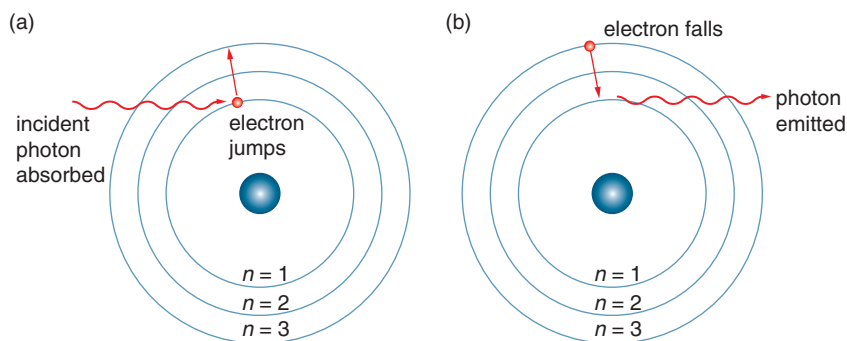 (a)
incident
photon
absorbed
electron
jumps
n = 1
n = 2
n = 3
(b)
electron falls
photon
emitted
n = 1
n = 2
n = 3